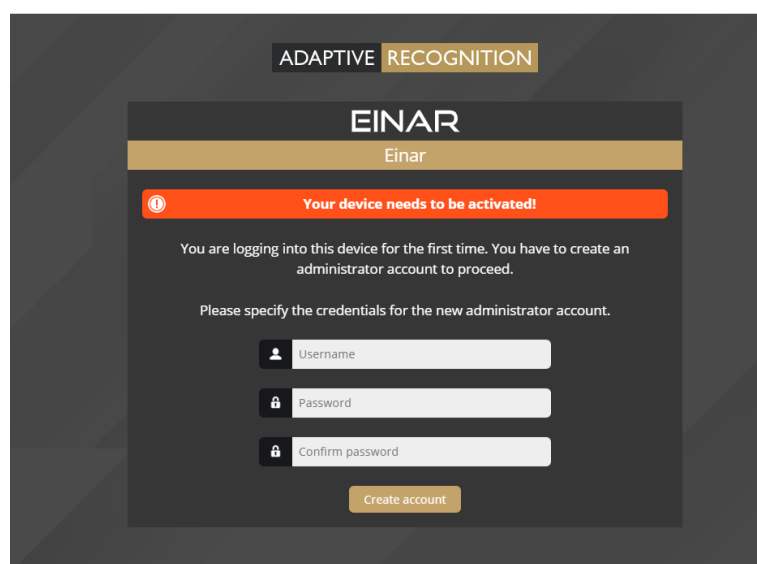 ADAPTIVE RECOGNITION
EINAR
Einar
Your device needs to be activated!
You are logging into this device for the first time. You have to create an
administrator account to proceed.
Please specify the credentials for the new administrator account.
Username
Password
Confirm password
Create account